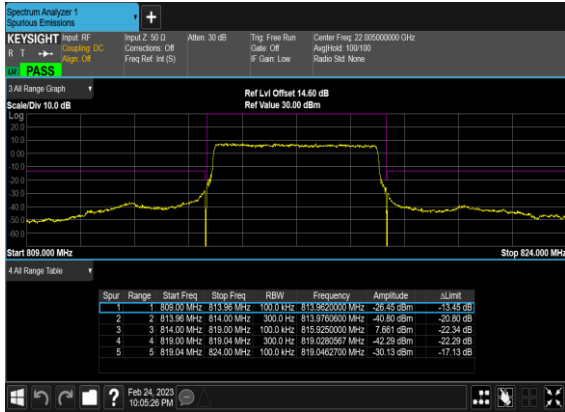 Spectrum Analyzer 1
Spurious Emissions
KEYSIGHT Input: RF Input Z: 50 Ω Atten: 30 dB Trig: Free Run Center Freq: 22.005000000 GHz
R T Coupling: DC Corrections: Off Gate: Off Avg|Hold: 100/100
Align: Off Freq Ref: Int (S) IF Gain: Low Radio Std: None
LNI PASS
3 All Range Graph
Ref Lvl Offset 14.60 dB
Scale/Div 10.0 dB Ref Value 30.00 dBm
Log
20.0
10.0
0.00
-10.0
-20.0
-30.0
-40.0
-50.0
-60.0
Start 809.000 MHz Stop 824.000 MHz
4 All Range Table
Spur Range Start Freq Stop Freq RBW Frequency Amplitude ΔLimit
1 1 809.00 MHz 813.96 MHz 100.0 kHz 813.9620000 MHz -26.45 dBm -13.45 dB
2 2 813.96 MHz 814.00 MHz 300.0 Hz 813.9760600 MHz -40.80 dBm -20.80 dB
3 3 814.00 MHz 819.00 MHz 100.0 kHz 815.9250000 MHz 7.661 dBm -22.34 dB
4 4 819.00 MHz 819.04 MHz 300.0 Hz 819.0280567 MHz -42.29 dBm -22.29 dB
5 5 819.04 MHz 824.00 MHz 100.0 kHz 819.0462700 MHz -30.13 dBm -17.13 dB
? Feb 24, 2023
10:05:26 PM